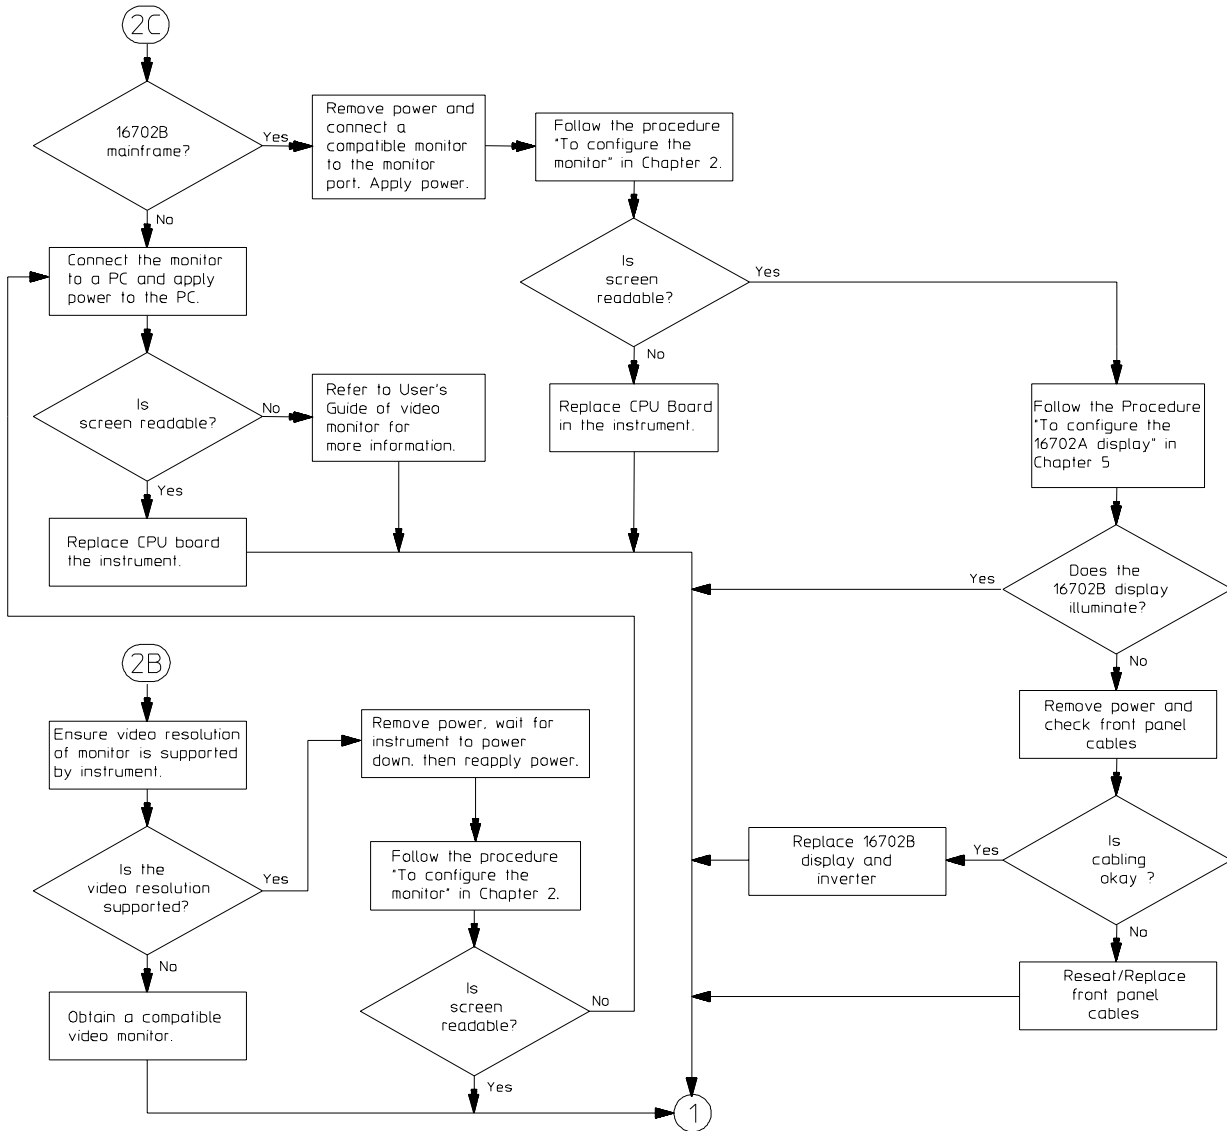 2C
16702B
mainframe?
Yes
No
Remove power and
connect a
compatible monitor
to the monitor
port. Apply power.
Follow the procedure
"To configure the
monitor" in Chapter 2.
Is
screen
readable?
Yes
No
Connect the monitor
to a PC and apply
power to the PC.
Is
screen readable?
No
Yes
Refer to User's
Guide of video
monitor for
more information.
Replace CPU Board
in the instrument.
Follow the Procedure
"To configure the
16702A display" in
Chapter 5
Replace CPU board
the instrument.
Does the
16702B display
illuminate?
Yes
No
Remove power and
check front panel
cables
Is
cabling
okay ?
Yes
No
Replace 16702B
display and
inverter
Reseat/Replace
front panel
cables
2B
Ensure video resolution
of monitor is supported
by instrument.
Is the
video resolution
supported?
Yes
No
Remove power, wait for
instrument to power
down, then reapply power.
Follow the procedure
"To configure the
monitor" in Chapter 2.
Is
screen
readable?
No
Yes
Obtain a compatible
video monitor.
1